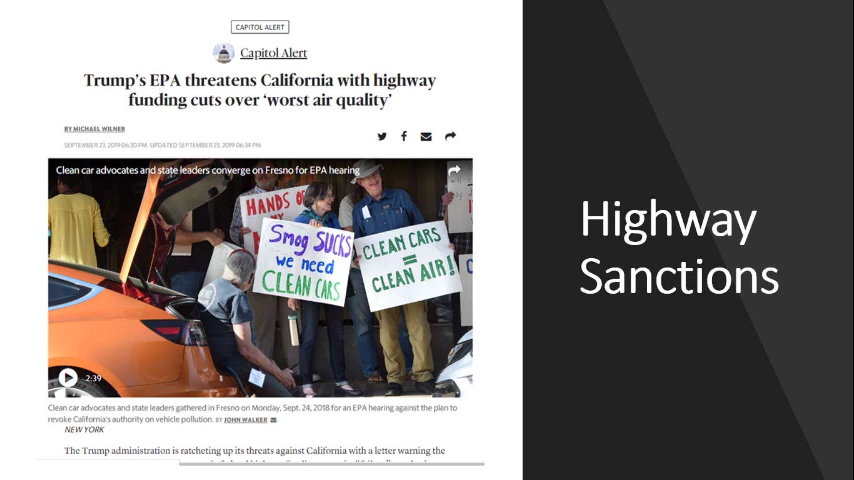 CAPITOL ALERT
Capitol Alert
Trump's EPA threatens California with highway
funding cuts over ‘worst air quality’
BY MICHAEL WILNER
SEPTEMBER 23, 2019 06:30 PM, UPDATED SEPTEMBER 23, 2019 06:34 PM
Clean car advocates and state leaders converge on Fresno for EPA hearing
HANDS
Smog SUCKS
we need
CLEAN CARS
CLEAN CARS
=
CLEAN AIR!
2:39
Clean car advocates and state leaders gathered in Fresno on Monday, Sept. 24, 2018 for an EPA hearing against the plan to
revoke California's authority on vehicle pollution. BY JOHN WALKER
NEW YORK
The Trump administration is ratcheting up its threats against California with a letter warning the
Highway
Sanctions